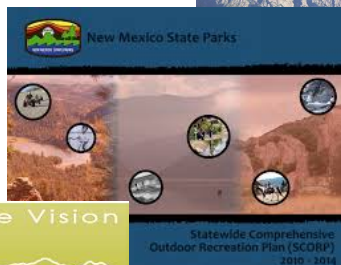 New Mexico State Parks
e Vision
Statewide Comprehensive
Outdoor Recreation Plan (SCORP)
2010 - 2014